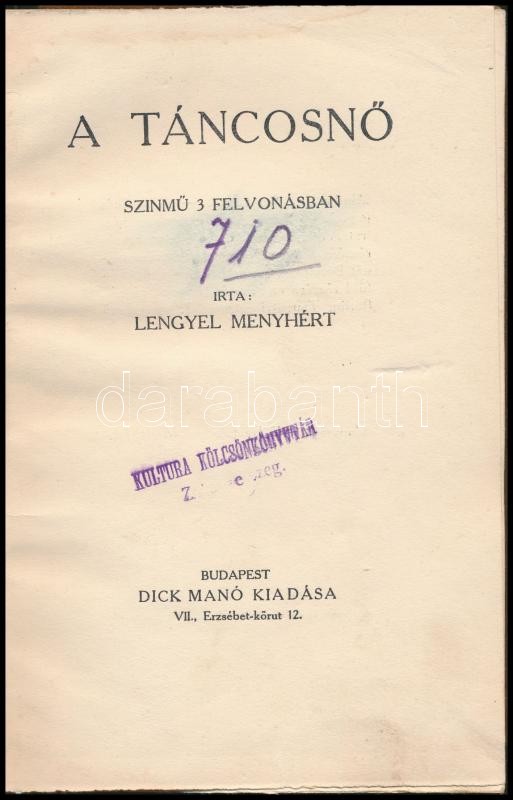 A TÁNCOSNŐ
SZINMŰ 3 FELVONÁSBAN
710
IRTA:
LENGYEL MENYHÉRT
darabanth
KULTURA KÖLCSÖNKÖNYVTÁR
BUDAPEST
DICK MANÓ KIADÁSA
VII., Erzsébet-körut 12.